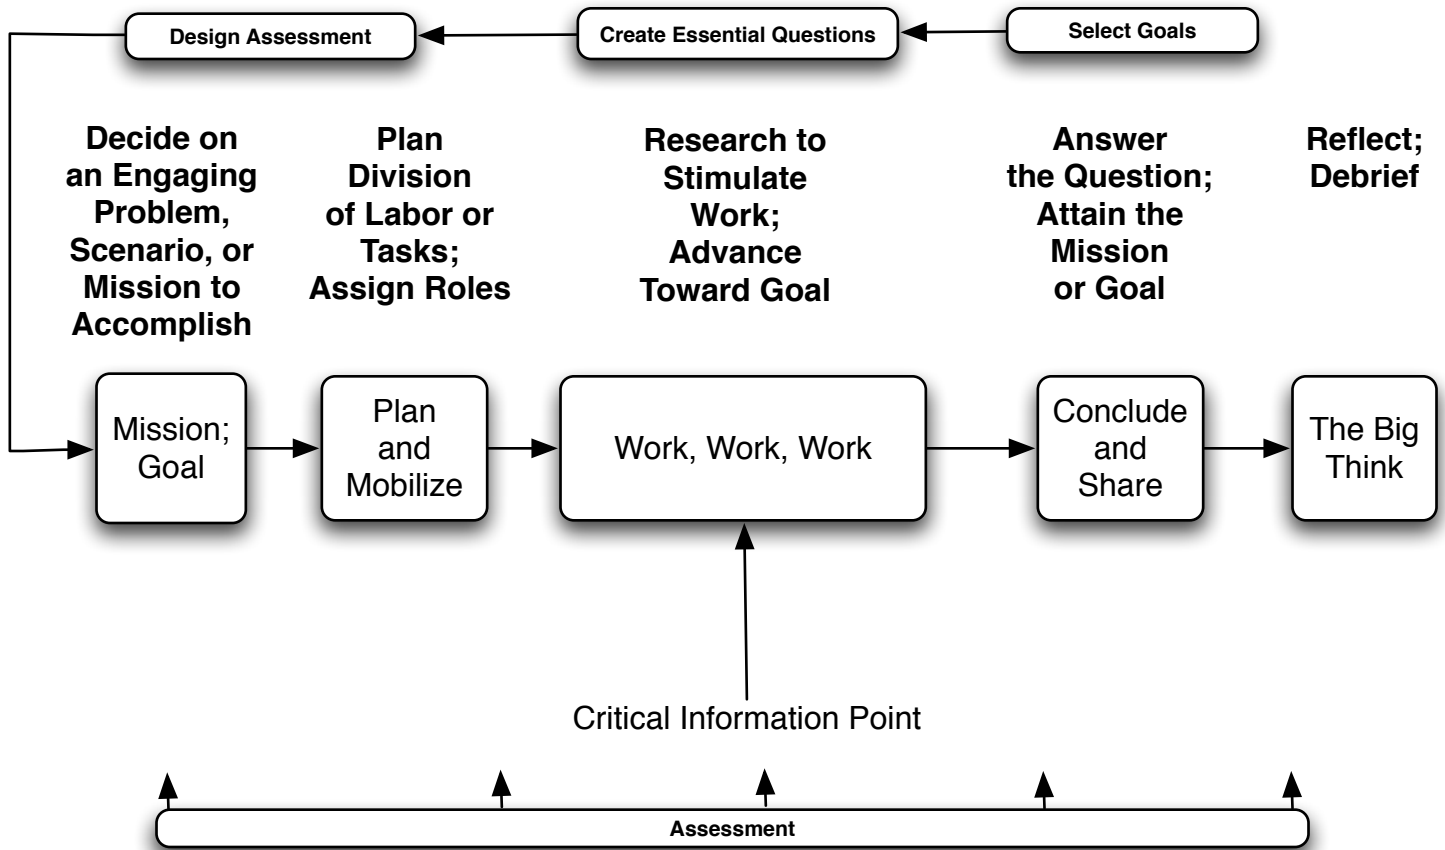 Design Assessment
Create Essential Questions
Select Goals
Decide on
an Engaging
Problem,
Scenario, or
Mission to
Accomplish
Plan
Division
of Labor or
Tasks;
Assign Roles
Research to
Stimulate
Work;
Advance
Toward Goal
Answer
the Question;
Attain the
Mission
or Goal
Reflect;
Debrief
Mission;
Goal
Plan
and
Mobilize
Work, Work, Work
Conclude
and
Share
The Big
Think
Critical Information Point
Assessment